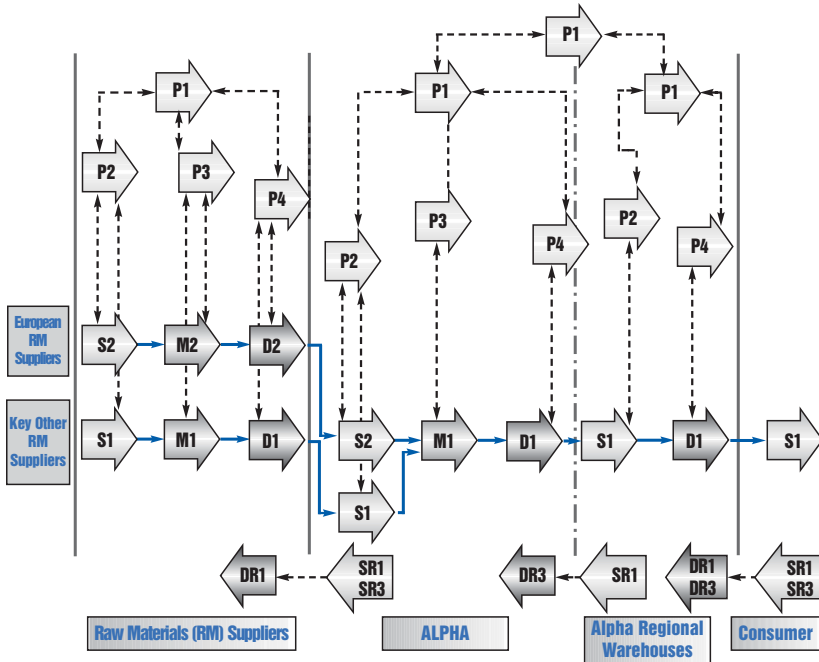 P1
P1
P1
P1
P2
P3
P4
P3
P2
P4
P2
P4
European
RM
Suppliers
S2
M2
D2
Key Other
RM
Suppliers
S1
M1
D1
S2
M1
D1
S1
D1
S1
S1
DR1
SR1
SR3
DR3
SR1
DR1
DR3
SR1
SR3
Raw Materials (RM) Suppliers
ALPHA
Alpha Regional
Warehouses
Consumer